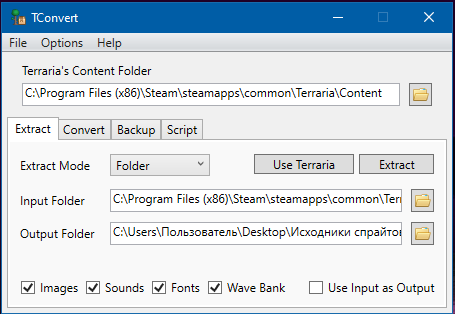 TConvert
File Options Help
Terraria's Content Folder
C:\Program Files (x86)\Steam\steamapps\common\Terraria\Content
Extract Convert Backup Script
Extract Mode Folder Use Terraria Extract
Input Folder C:\Program Files (x86)\Steam\steamapps\common\Terr
Output Folder C:\Users\Пользователь\Desktop\Исходники спрайтов
Images Sounds Fonts Wave Bank Use Input as Output